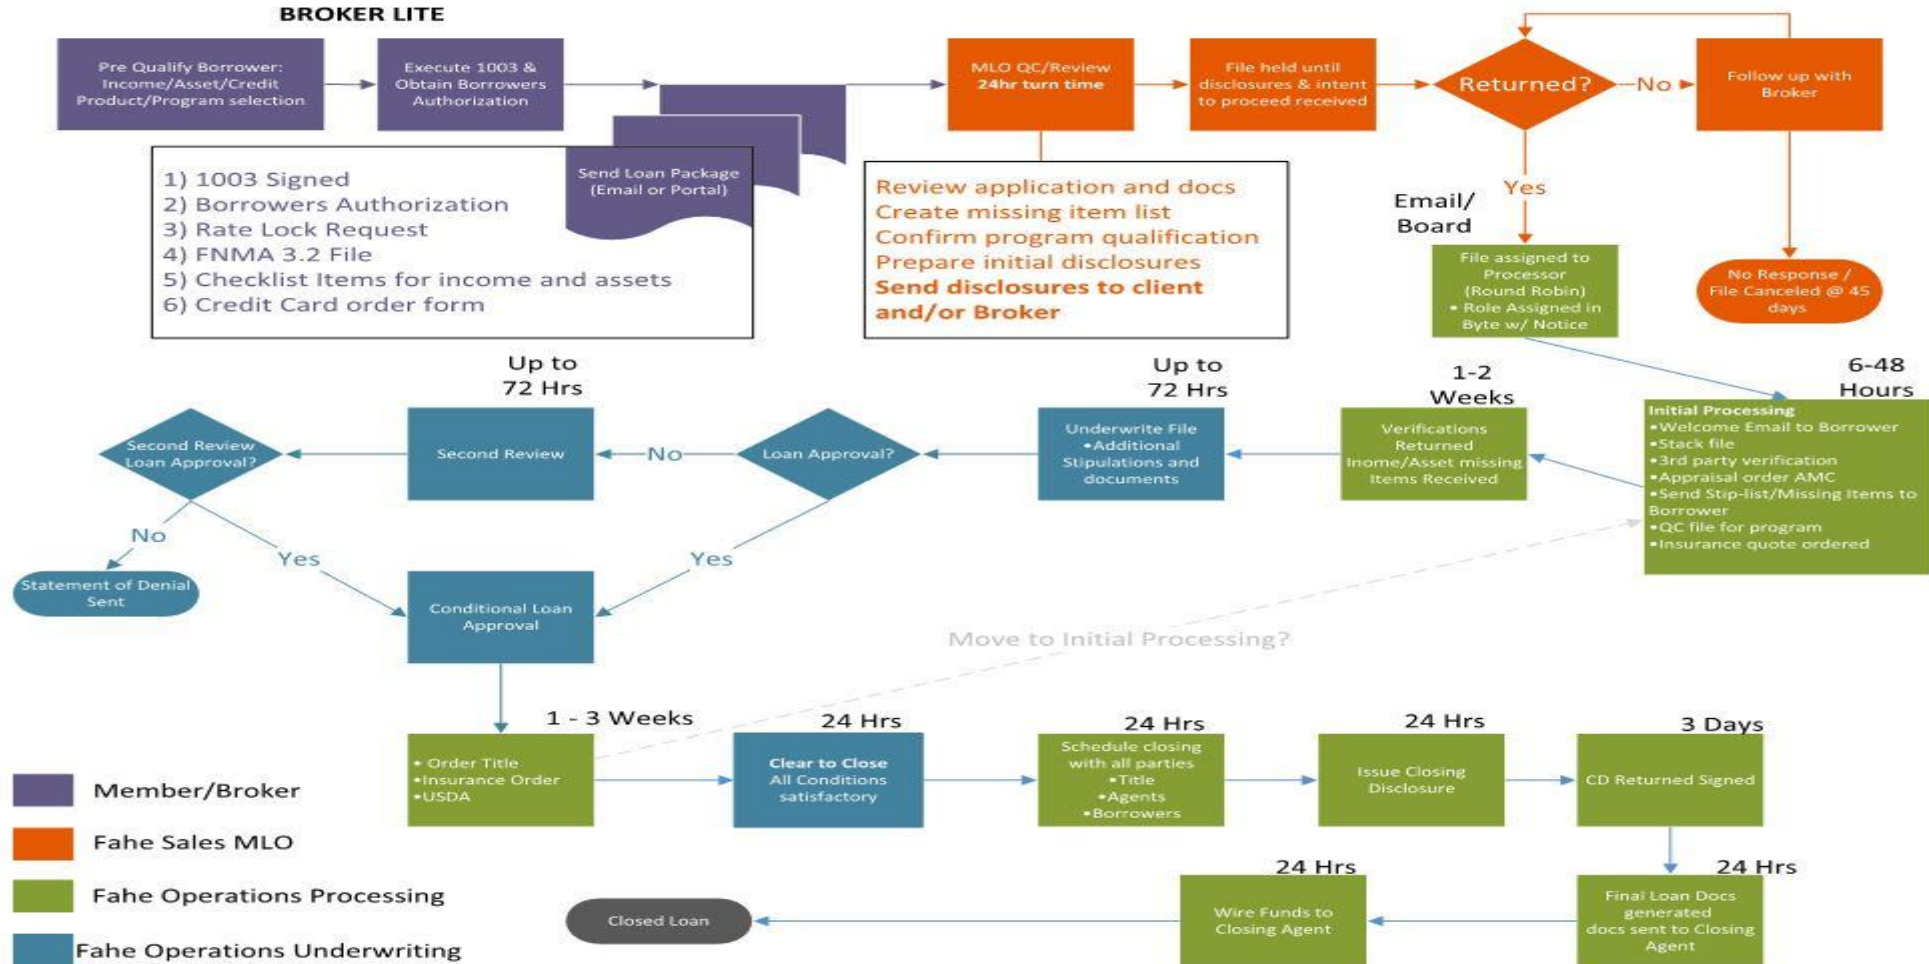 BROKER LITE
Pre Qualify Borrower:
Income/Asset/Credit
Product/Program selection
Execute 1003 &
Obtain Borrowers
Authorization
Send Loan Package
(Email or Portal)
1) 1003 Signed
2) Borrowers Authorization
3) Rate Lock Request
4) FNMA 3.2 File
5) Checklist Items for income and assets
6) Credit Card order form
MLO QC/Review
24hr turn time
Review application and docs
Create missing item list
Confirm program qualification
Prepare initial disclosures
Send disclosures to client
and/or Broker
File held until
disclosures & intent
to proceed received
Returned?
No
Follow up with
Broker
No Response /
File Canceled @ 45
days
Yes
Email/
Board
File assigned to
Processor
(Round Robin)
• Role Assigned in
Byte w/ Notice
6-48
Hours
Initial Processing
•Welcome Email to Borrower
•Stack file
•3rd party verification
•Appraisal order AMC
•Send Stip-list/Missing Items to
Borrower
•QC file for program
•Insurance quote ordered
1-2
Weeks
Verifications
Returned
Inome/Asset missing
Items Received
Up to
72 Hrs
Underwrite File
•Additional
Stipulations and
documents
Loan Approval?
No
Up to
72 Hrs
Second Review
Second Review
Loan Approval?
No
Statement of Denial
Sent
Yes
Yes
Conditional Loan
Approval
Move to Initial Processing?
1 - 3 Weeks
• Order Title
•Insurance Order
•USDA
24 Hrs
Clear to Close
All Conditions
satisfactory
24 Hrs
Schedule closing
with all parties
•Title
•Agents
•Borrowers
24 Hrs
Issue Closing
Disclosure
3 Days
CD Returned Signed
24 Hrs
Final Loan Docs
generated
docs sent to Closing
Agent
24 Hrs
Wire Funds to
Closing Agent
Closed Loan
Member/Broker
Fahe Sales MLO
Fahe Operations Processing
Fahe Operations Underwriting